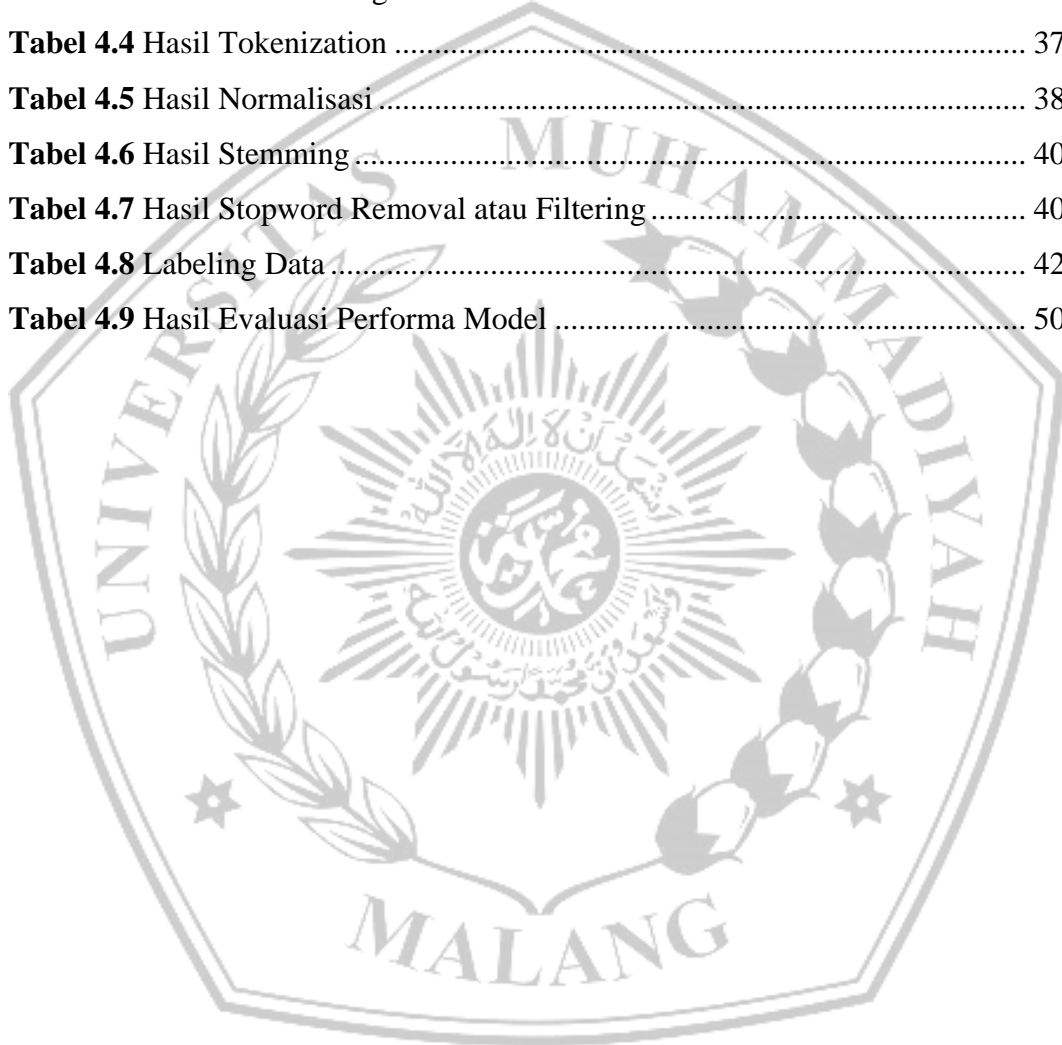 Tabel 4.4 Hasil Tokenization ........................................................................... 37
Tabel 4.5 Hasil Normalisasi ............................................................................. 38
Tabel 4.6 Hasil Stemming ................................................................................ 40
Tabel 4.7 Hasil Stopword Removal atau Filtering ............................................. 40
Tabel 4.8 Labeling Data ................................................................................... 42
Tabel 4.9 Hasil Evaluasi Performa Model ........................................................ 50
UNIVERSITAS MUHAMMADIYAH
MALANG